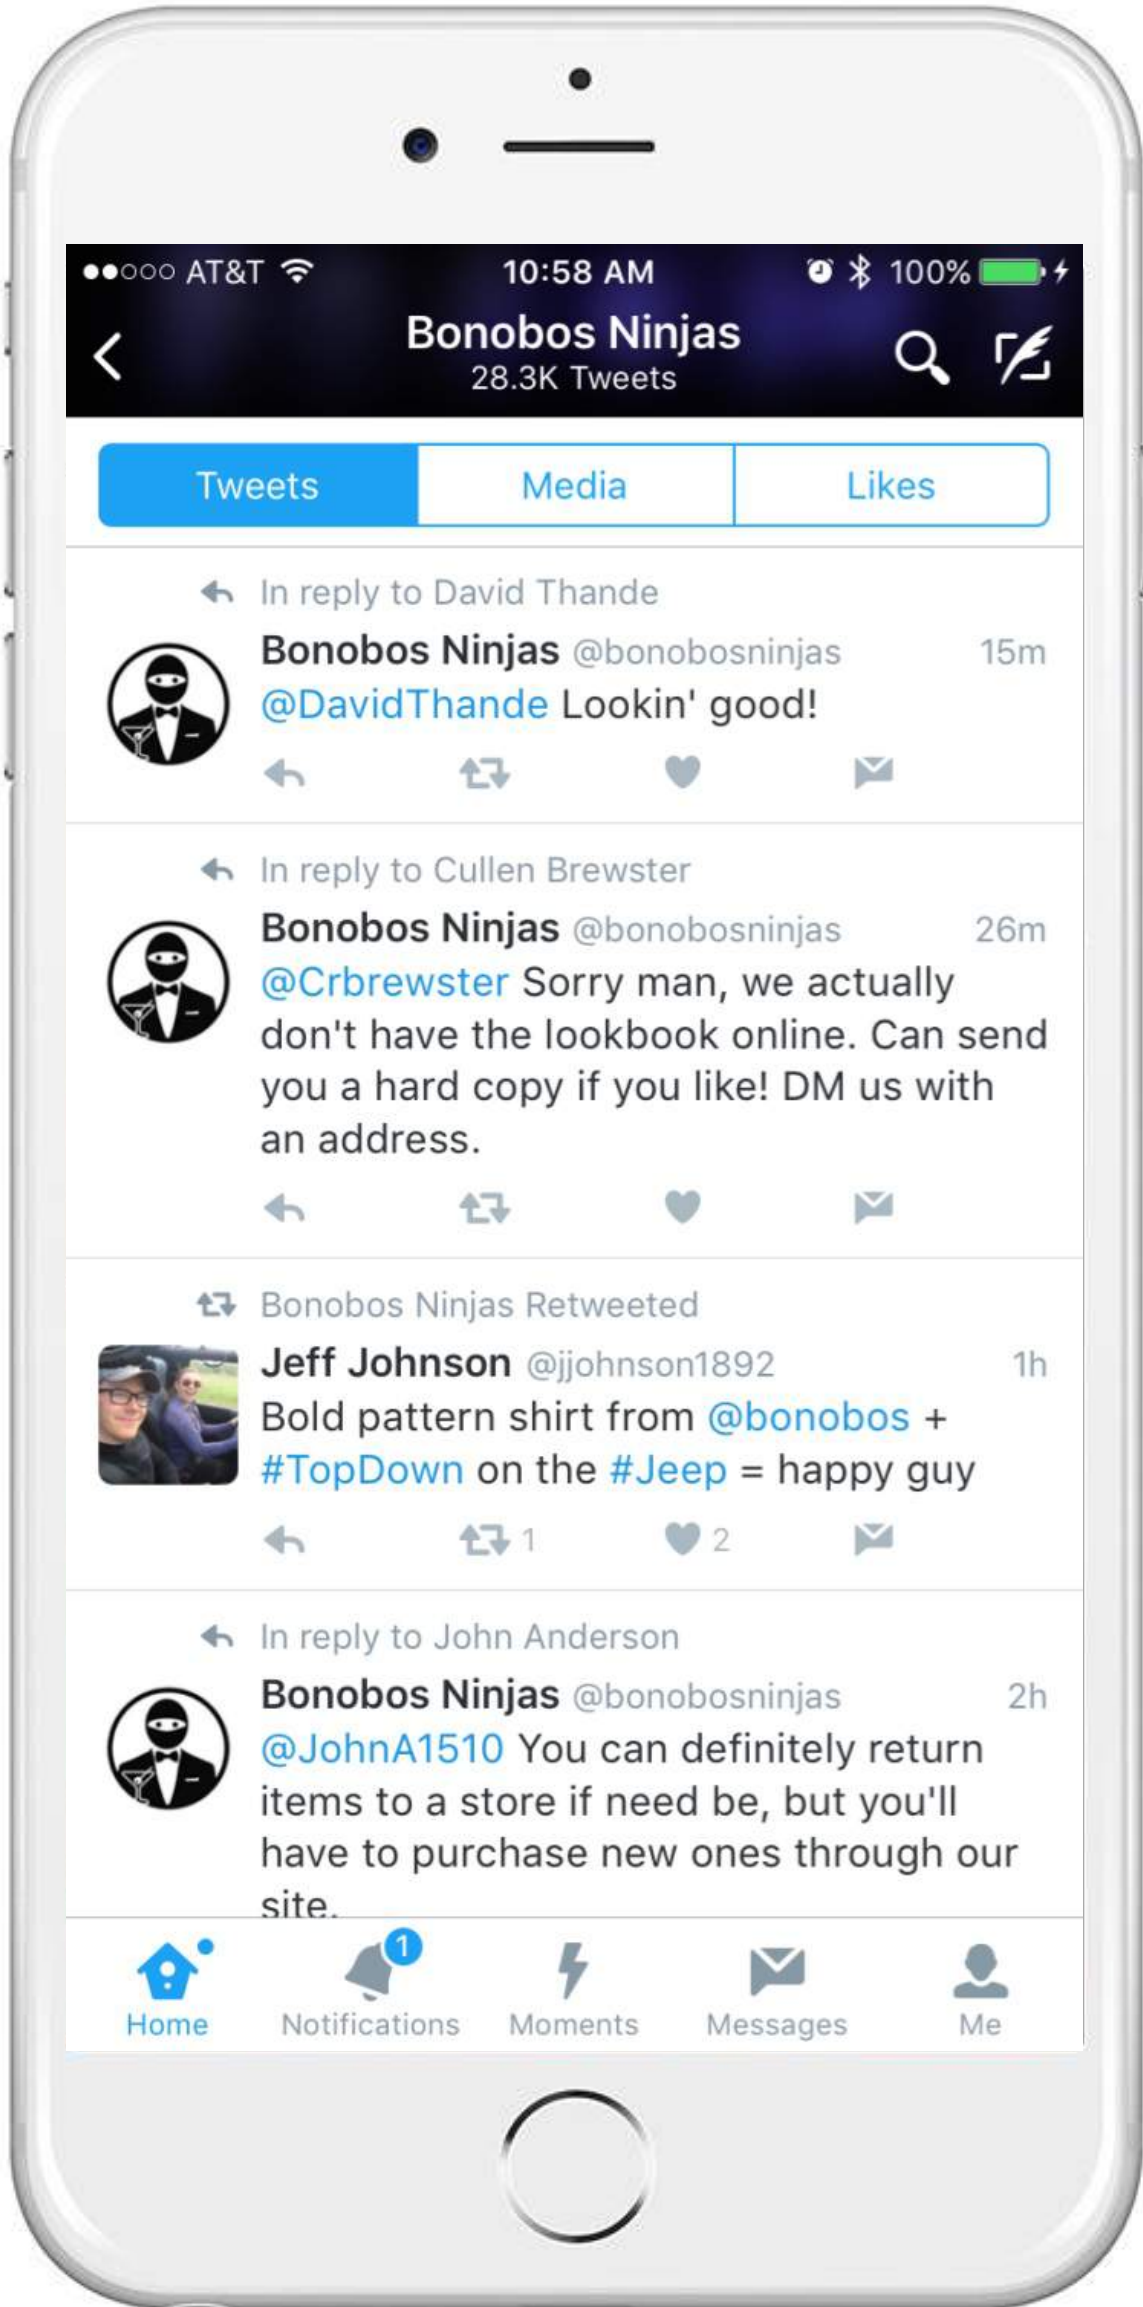 AT&T 10:58 AM 100%
Bonobos Ninjas
28.3K Tweets
Tweets Media Likes
In reply to David Thande
Bonobos Ninjas @bonobosninjas 15m
@DavidThande Lookin' good!
In reply to Cullen Brewster
Bonobos Ninjas @bonobosninjas 26m
@Crbrewster Sorry man, we actually
don't have the lookbook online. Can send
you a hard copy if you like! DM us with
an address.
Bonobos Ninjas Retweeted
Jeff Johnson @jjohnson1892 1h
Bold pattern shirt from @bonobos +
#TopDown on the #Jeep = happy guy
1 2
In reply to John Anderson
Bonobos Ninjas @bonobosninjas 2h
@JohnA1510 You can definitely return
items to a store if need be, but you'll
have to purchase new ones through our
site.
1
Home Notifications Moments Messages Me